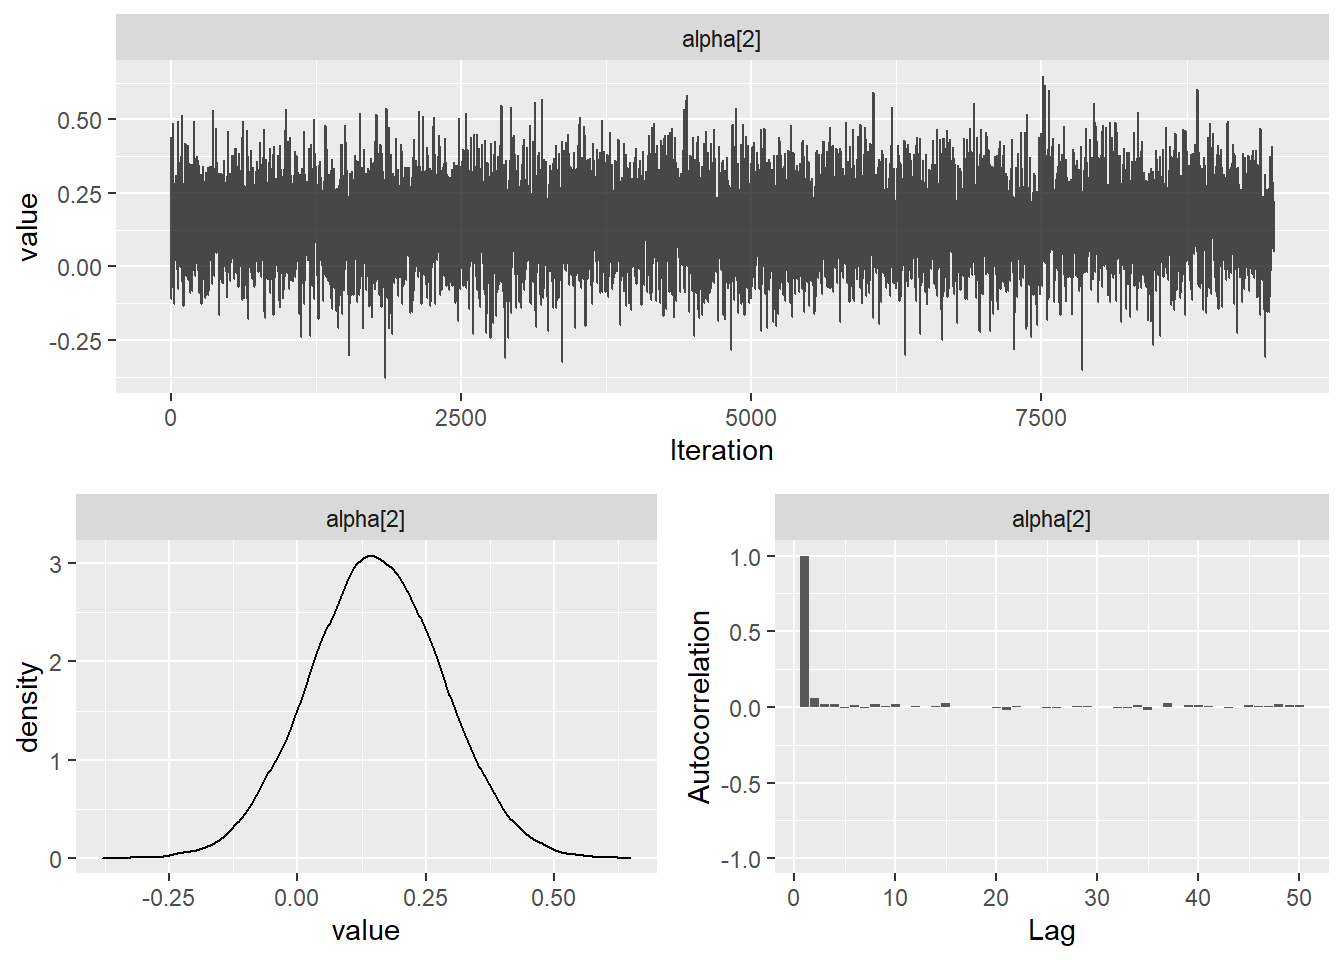 alpha[2]
0.50
0.25
0.00
-0.25
value
0 2500 5000 7500
Iteration
alpha[2]
3
2
1
0
density
-0.25 0.00 0.25 0.50
value
alpha[2]
1.0
0.5
0.0
-0.5
-1.0
Autocorrelation
0 10 20 30 40 50
Lag